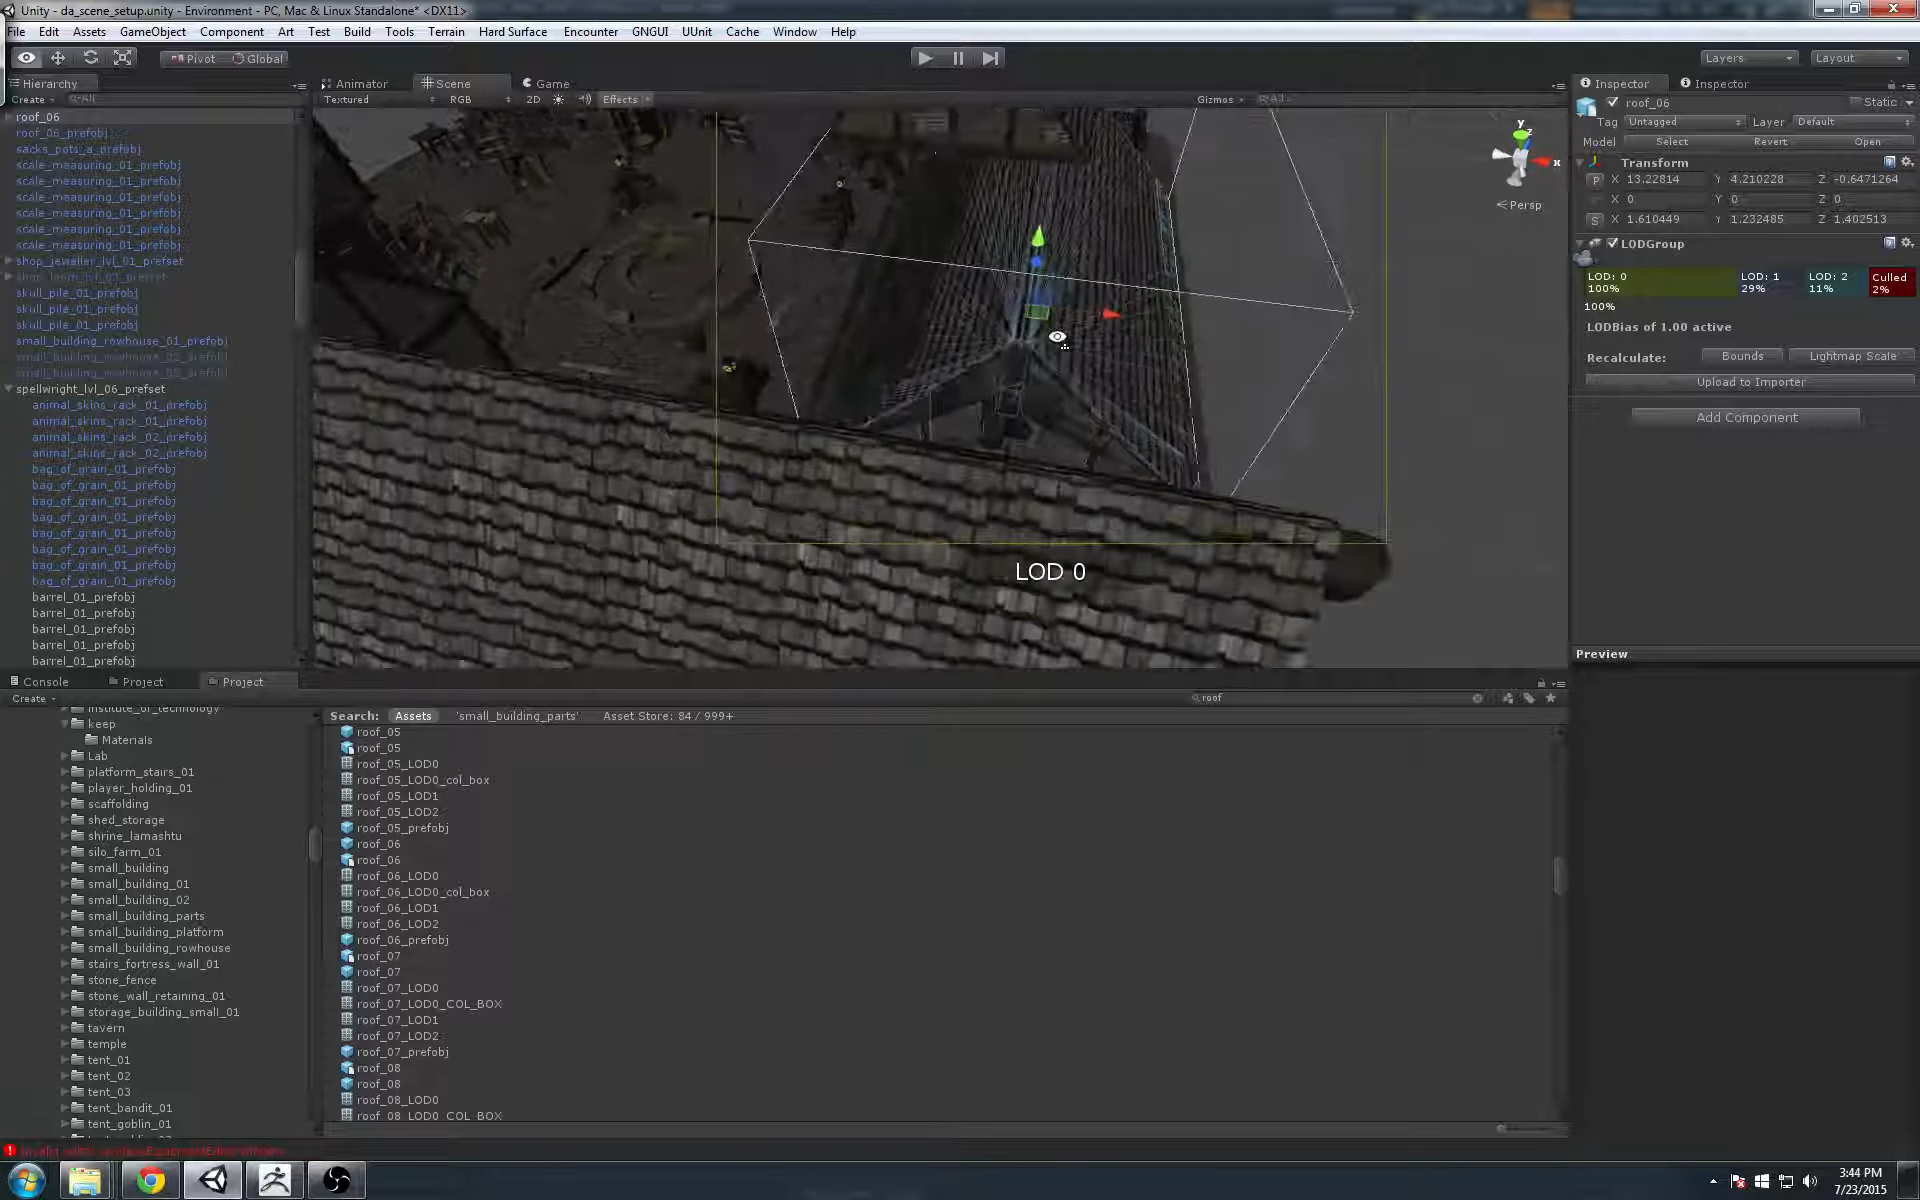 Unity - da_scene_setup.unity - Environment - PC, Mac & Linux Standalone* <DX11>
File Edit Assets GameObject Component Art Test Build Tools Terrain Hard Surface Encounter GNGUI UUnit Cache Window Help
Pivot Global
Layers Layout
Hierarchy
Create All
roof_06
roof_06_prefobj
sacks_pots_a_prefobj
scale_measuring_01_prefobj
scale_measuring_01_prefobj
scale_measuring_01_prefobj
scale_measuring_01_prefobj
scale_measuring_01_prefobj
scale_measuring_01_prefobj
shop_jeweller_lvl_01_prefset
skull_pile_01_prefobj
skull_pile_01_prefobj
skull_pile_01_prefobj
small_building_rowhouse_01_prefobj
spellwright_lvl_06_prefset
animal_skins_rack_01_prefobj
animal_skins_rack_01_prefobj
animal_skins_rack_02_prefobj
animal_skins_rack_02_prefobj
bag_of_grain_01_prefobj
bag_of_grain_01_prefobj
bag_of_grain_01_prefobj
bag_of_grain_01_prefobj
bag_of_grain_01_prefobj
bag_of_grain_01_prefobj
bag_of_grain_01_prefobj
bag_of_grain_01_prefobj
barrel_01_prefobj
barrel_01_prefobj
barrel_01_prefobj
barrel_01_prefobj
barrel_01_prefobj
Animator Scene Game
Textured RGB 2D Effects Gizmos All
y
z
x
Persp
LOD 0
Inspector Inspector
roof_06 Static
Tag Untagged Layer Default
Model Select Revert Open
Transform
P X 13.22814 Y 4.210228 Z -0.6471264
X 0 Y 0 Z 0
S X 1.610449 Y 1.232485 Z 1.402513
LODGroup
LOD: 0 LOD: 1 LOD: 2 Culled
100% 29% 11% 2%
100%
LODBias of 1.00 active
Recalculate: Bounds Lightmap Scale
Upload to Importer
Add Component
Preview
Console Project Project
Create roof
institute_of_technology
keep
Materials
Lab
platform_stairs_01
player_holding_01
scaffolding
shed_storage
shrine_lamashtu
silo_farm_01
small_building
small_building_01
small_building_02
small_building_parts
small_building_platform
small_building_rowhouse
stairs_fortress_wall_01
stone_fence
stone_wall_retaining_01
storage_building_small_01
tavern
temple
tent_01
tent_02
tent_03
tent_bandit_01
tent_goblin_01
Search: Assets 'small_building_parts' Asset Store: 84 / 999+
roof_05
roof_05
roof_05_LOD0
roof_05_LOD0_col_box
roof_05_LOD1
roof_05_LOD2
roof_05_prefobj
roof_06
roof_06
roof_06_LOD0
roof_06_LOD0_col_box
roof_06_LOD1
roof_06_LOD2
roof_06_prefobj
roof_07
roof_07
roof_07_LOD0
roof_07_LOD0_COL_BOX
roof_07_LOD1
roof_07_LOD2
roof_07_prefobj
roof_08
roof_08
roof_08_LOD0
roof_08_LOD0_COL_BOX
3:44 PM
7/23/2015